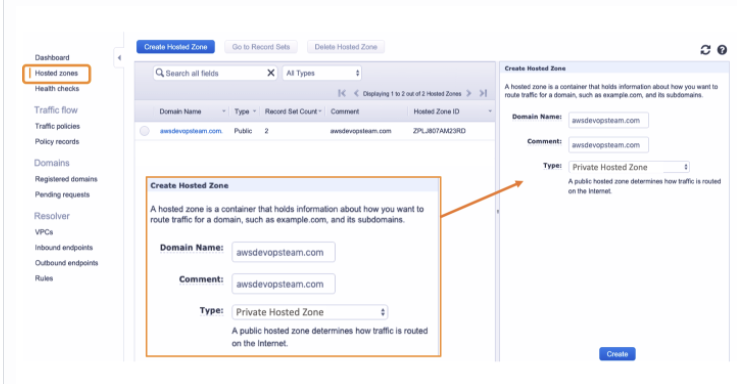 Create Hosted Zone
Go to Record Sets
Delete Hosted Zone
Dashboard
Hosted zones
Health checks
Traffic flow
Traffic policies
Policy records
Domains
Registered domains
Pending requests
Resolver
VPCs
Inbound endpoints
Outbound endpoints
Rules
Search all fields
All Types
Displaying 1 to 2 out of 2 Hosted Zones
Domain Name Type Record Set Count Comment Hosted Zone ID
awsdevopsteam.com. Public 2 awsdevopsteam.com ZPLJ807AM23RD
Create Hosted Zone
A hosted zone is a container that holds information about how you want to
route traffic for a domain, such as example.com, and its subdomains.
Domain Name: awsdevopsteam.com
Comment: awsdevopsteam.com
Type: Private Hosted Zone
A public hosted zone determines how traffic is routed
on the Internet.
Create Hosted Zone
A hosted zone is a container that holds information about how you want to
route traffic for a domain, such as example.com, and its subdomains.
Domain Name: awsdevopsteam.com
Comment: awsdevopsteam.com
Type: Private Hosted Zone
A public hosted zone determines how traffic is routed
on the Internet.
Create